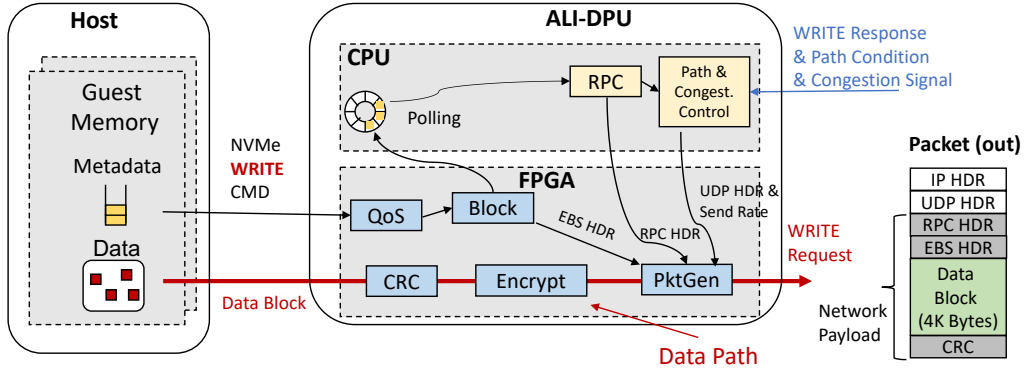 Host
Guest
Memory
Metadata
Data
NVMe
WRITE
CMD
Data Block
ALI-DPU
CPU
Polling
RPC
Path &
Congest.
Control
FPGA
QoS
Block
EBS HDR
RPC HDR
UDP HDR &
Send Rate
CRC
Encrypt
PktGen
Data Path
WRITE Response
& Path Condition
& Congestion Signal
WRITE
Request
Packet (out)
IP HDR
UDP HDR
RPC HDR
EBS HDR
Data
Block
(4K Bytes)
CRC
Network
Payload